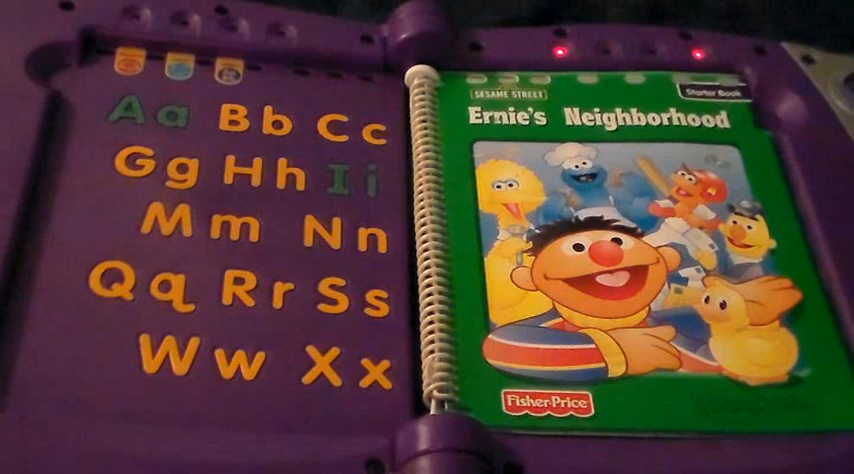 Aa Bb Cc
Gg Hh Ii
Mm Nn
Qq Rr Ss
Ww Xx
SESAME STREET
Starter Book
Ernie's Neighborhood
Fisher-Price